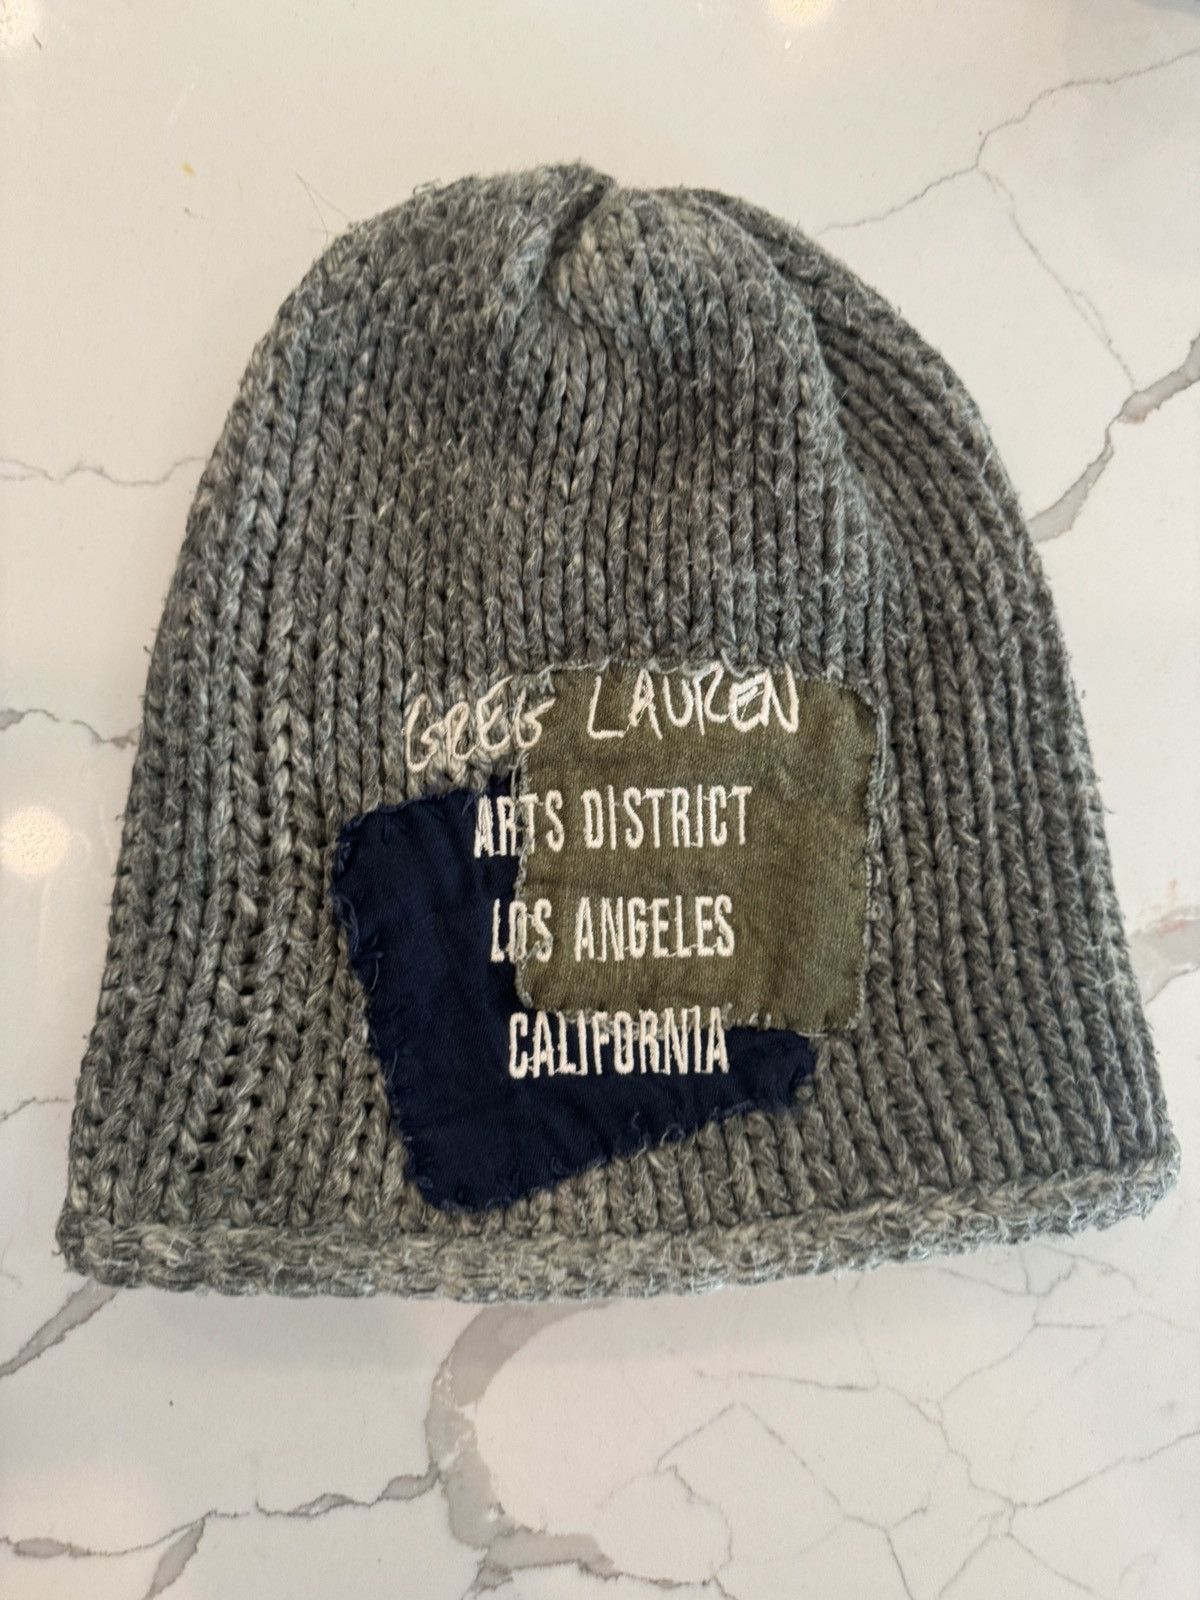 GREG LAUREN
ARTS DISTRICT
LOS ANGELES
CALIFORNIA